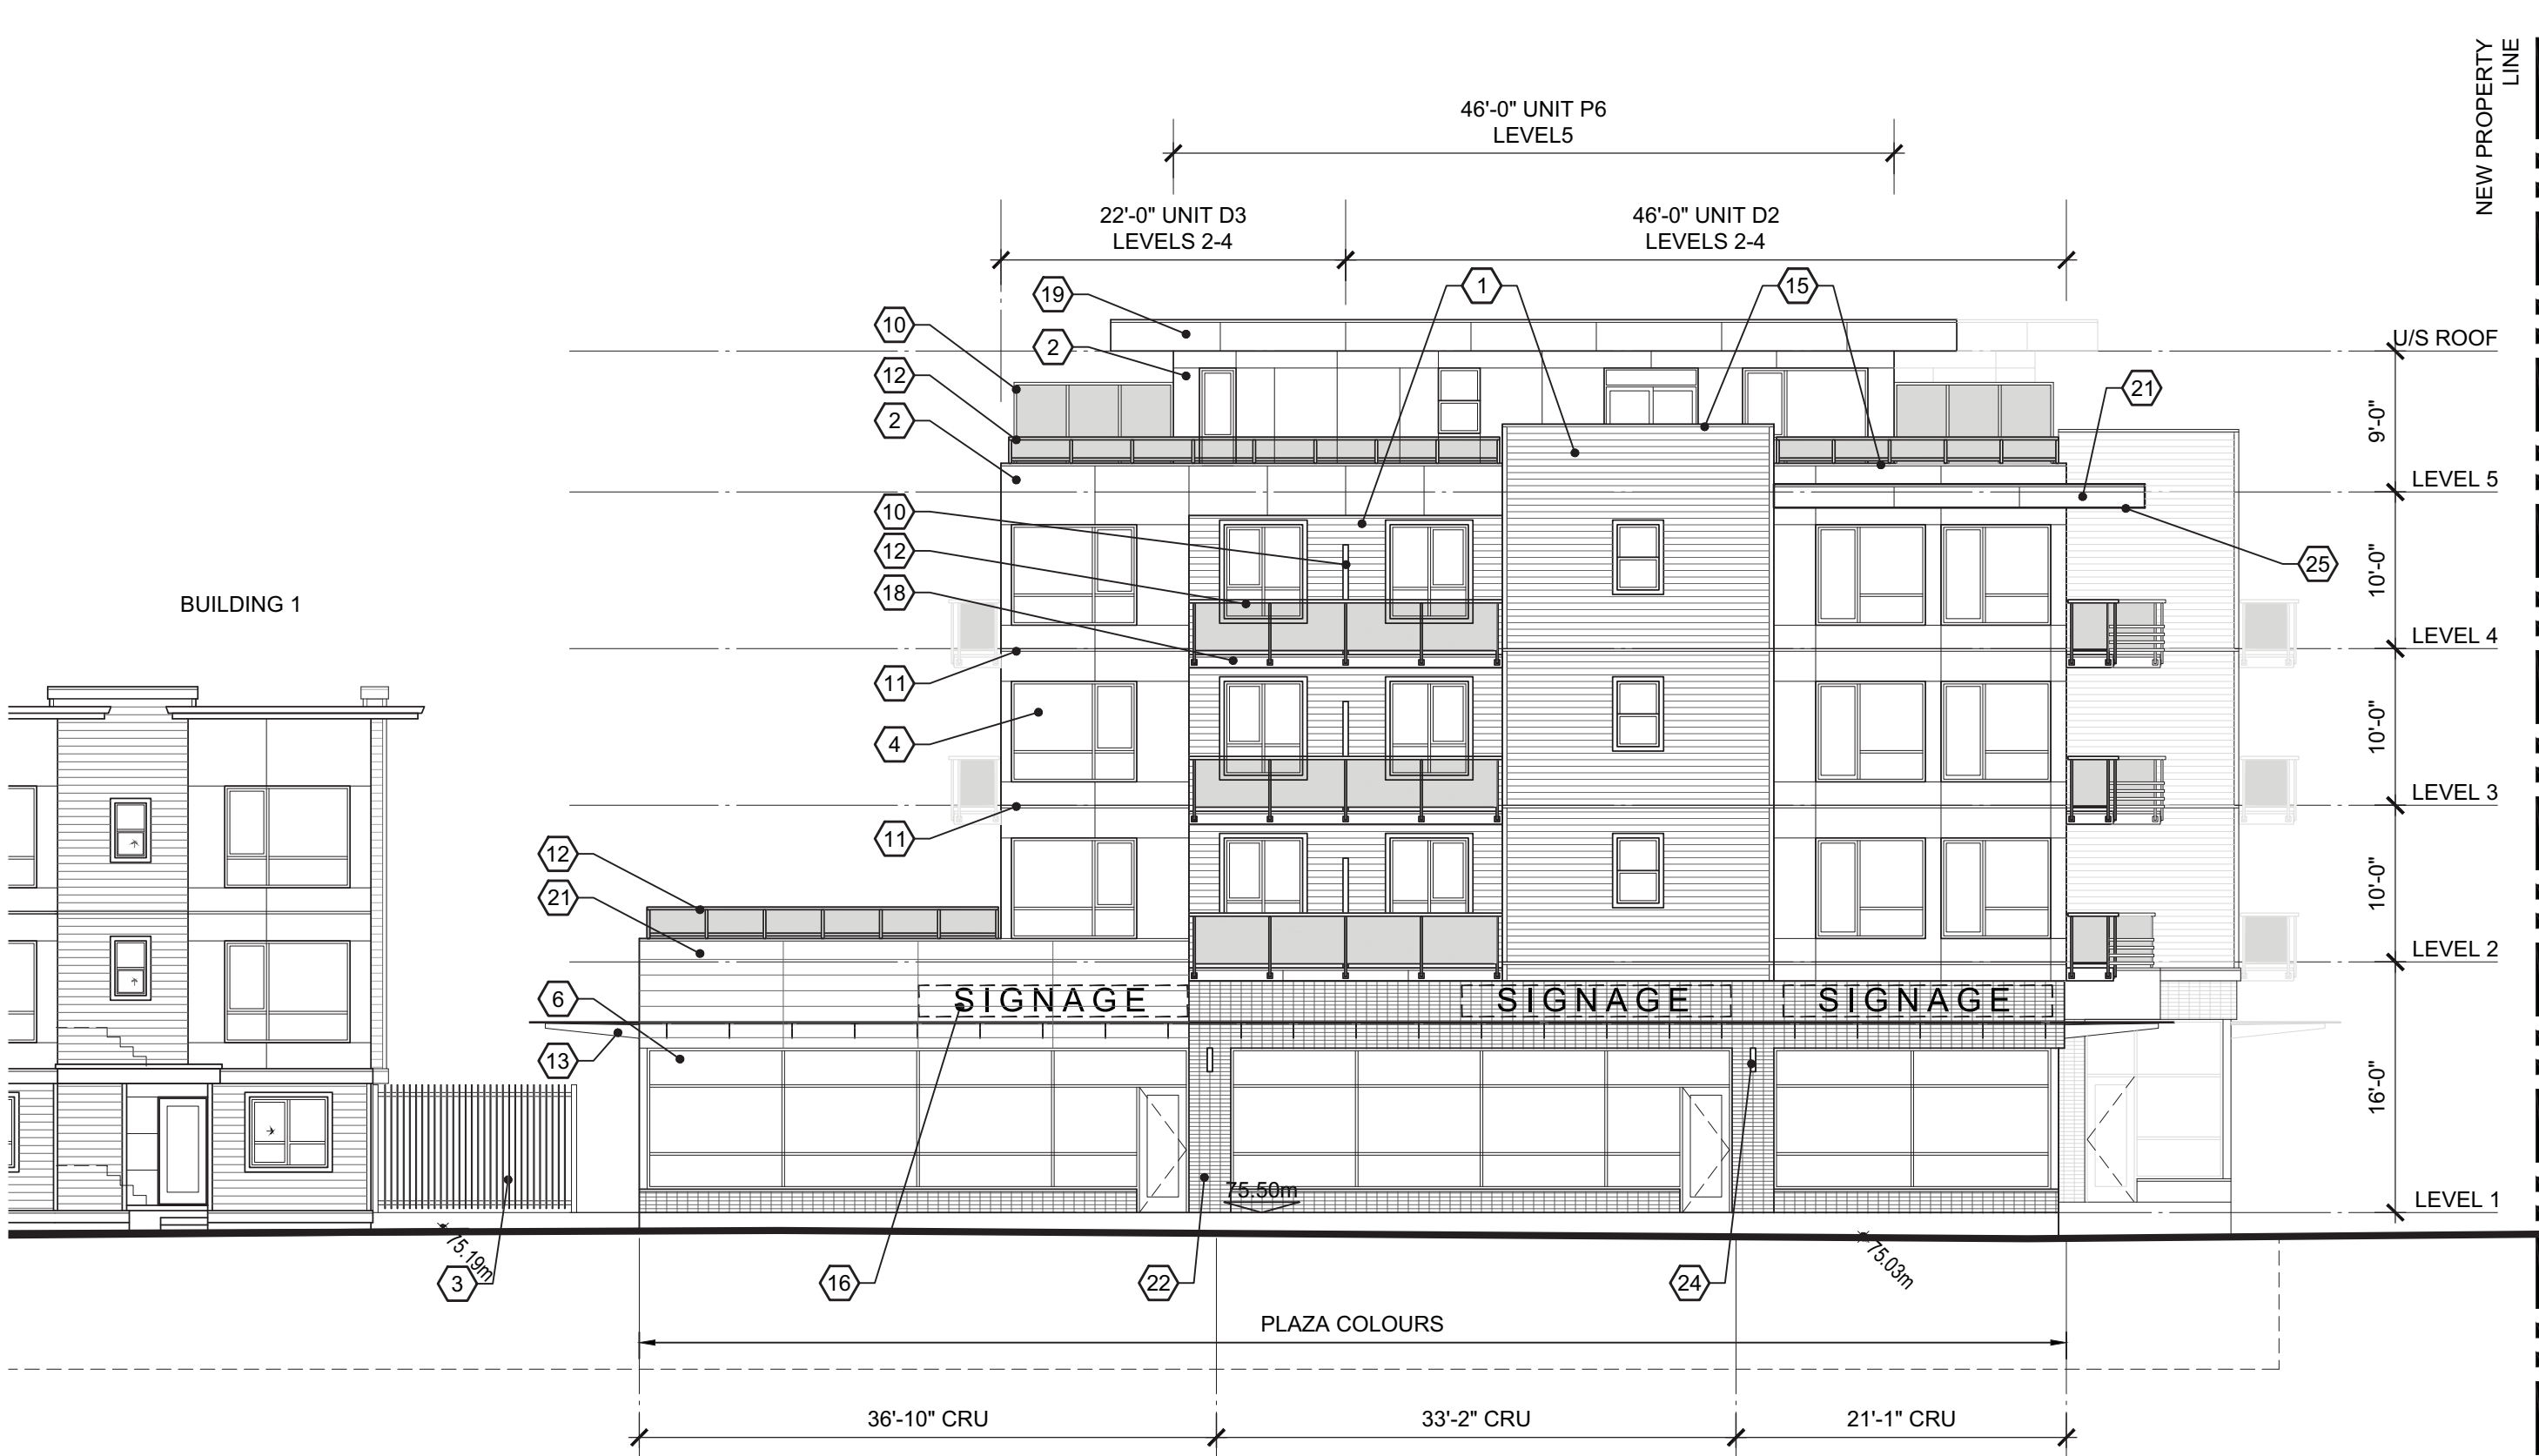 NEW PROPERTY
LINE
46'-0" UNIT P6
LEVEL5
22'-0" UNIT D3
LEVELS 2-4
46'-0" UNIT D2
LEVELS 2-4
19
1
15
10
2
U/S ROOF
12
21
2
9'-0"
LEVEL 5
10
12
25
10'-0"
18
BUILDING 1
LEVEL 4
11
4
10'-0"
LEVEL 3
11
12
10'-0"
21
LEVEL 2
6
SIGNAGE
SIGNAGE
SIGNAGE
13
16'-0"
75.50m
LEVEL 1
75.19m
75.03m
3
16
22
24
PLAZA COLOURS
36'-10" CRU
33'-2" CRU
21'-1" CRU